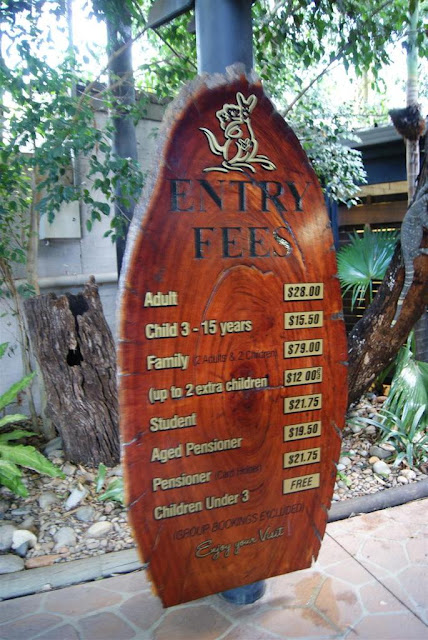 ENTRY
FEES
Adult $28.00
Child 3 - 15 years $15.50
Family (2 Adults & 2 Children) $79.00
(up to 2 extra children $12.00
Student $21.75
Aged Pensioner $19.50
Pensioner (Card Holder) $21.75
Children Under 3 FREE
(GROUP BOOKINGS EXCLUDED)
Enjoy your Visit!